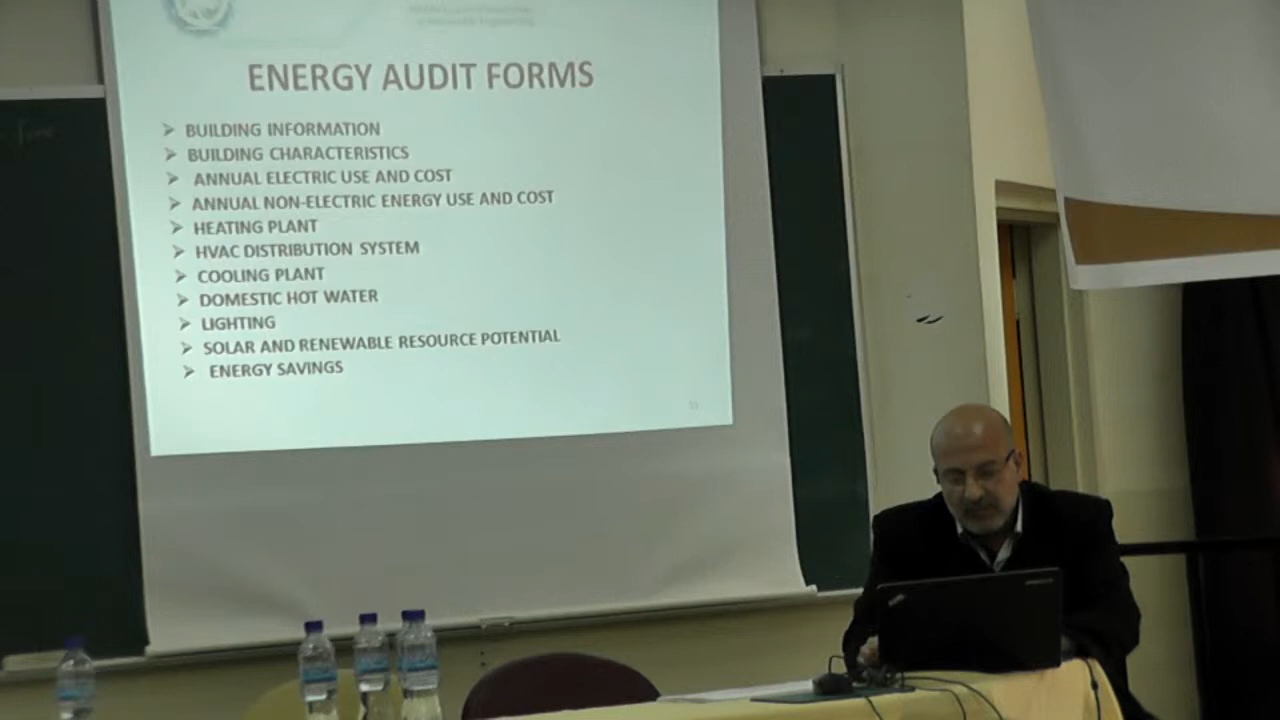 ENERGY AUDIT FORMS
BUILDING INFORMATION
BUILDING CHARACTERISTICS
ANNUAL ELECTRIC USE AND COST
ANNUAL NON-ELECTRIC ENERGY USE AND COST
HEATING PLANT
HVAC DISTRIBUTION SYSTEM
COOLING PLANT
DOMESTIC HOT WATER
LIGHTING
SOLAR AND RENEWABLE RESOURCE POTENTIAL
ENERGY SAVINGS